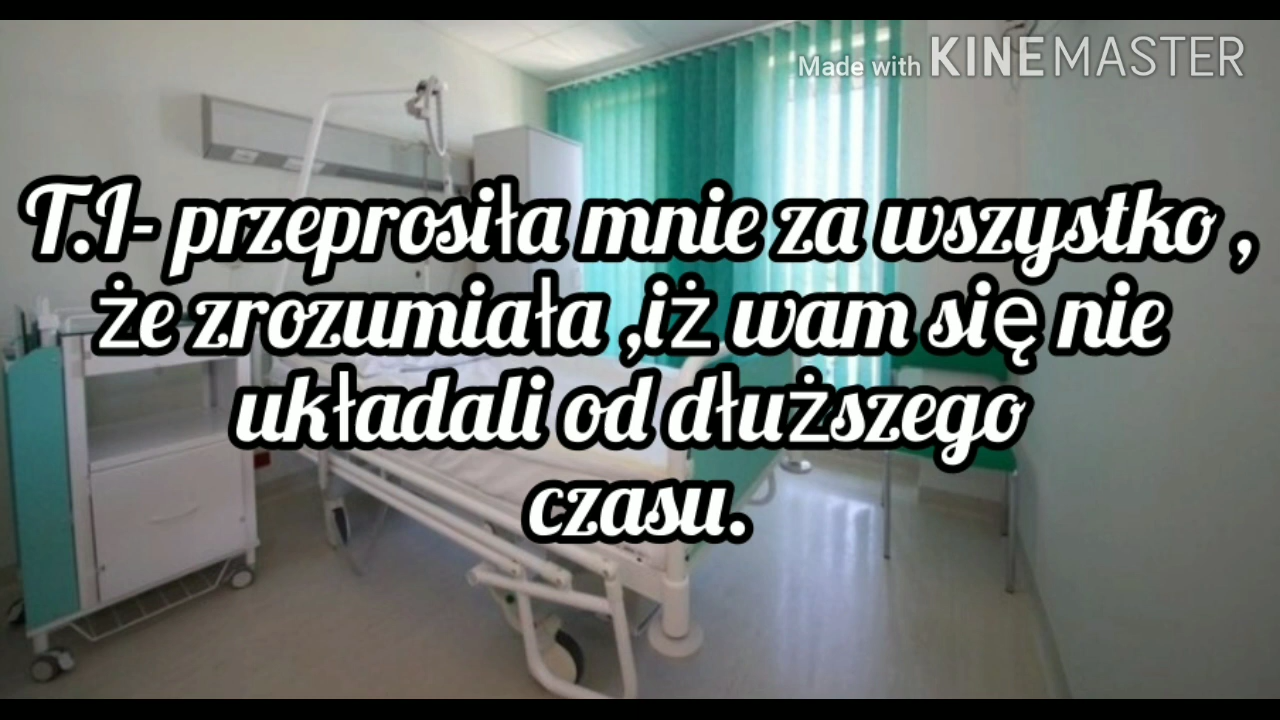 Made with KINEMASTER
T.I- przeprosiła mnie za wszystko ,
że zrozumiała ,iż wam się nie
układali od dłuższego
czasu.